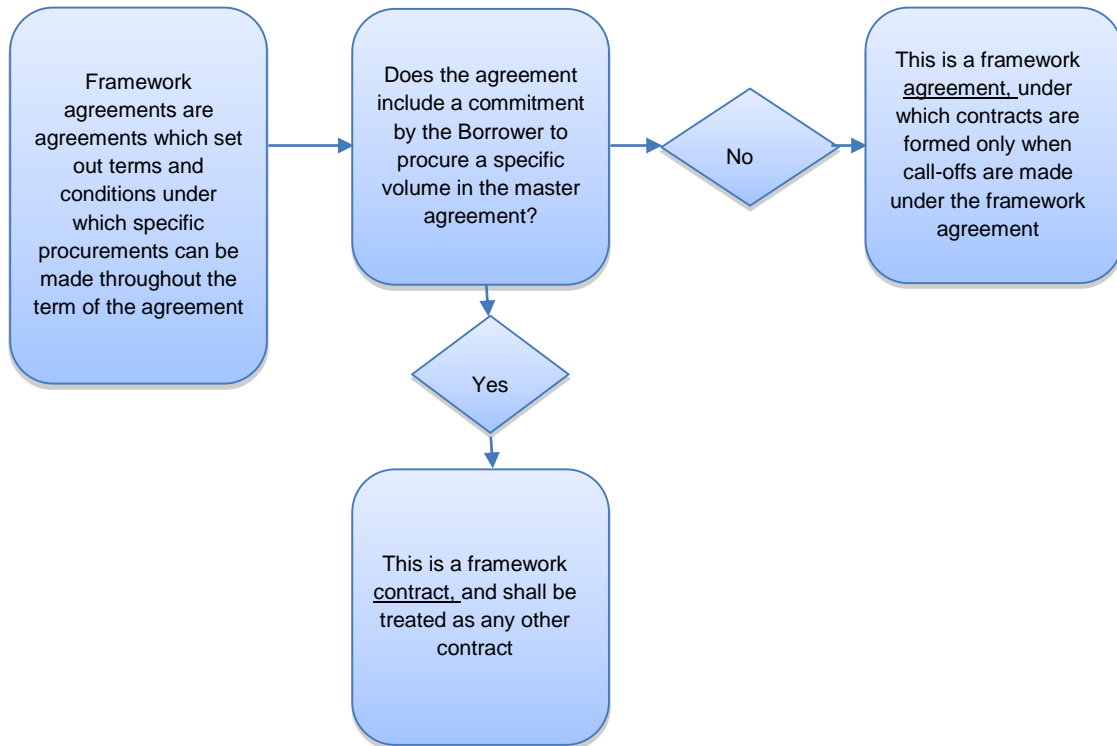 Framework
agreements are
agreements which set
out terms and
conditions under
which specific
procurements can be
made throughout the
term of the agreement
Does the agreement
include a commitment
by the Borrower to
procure a specific
volume in the master
agreement?
No
This is a framework
agreement, under
which contracts are
formed only when
call-offs are made
under the framework
agreement
Yes
This is a framework
contract, and shall be
treated as any other
contract